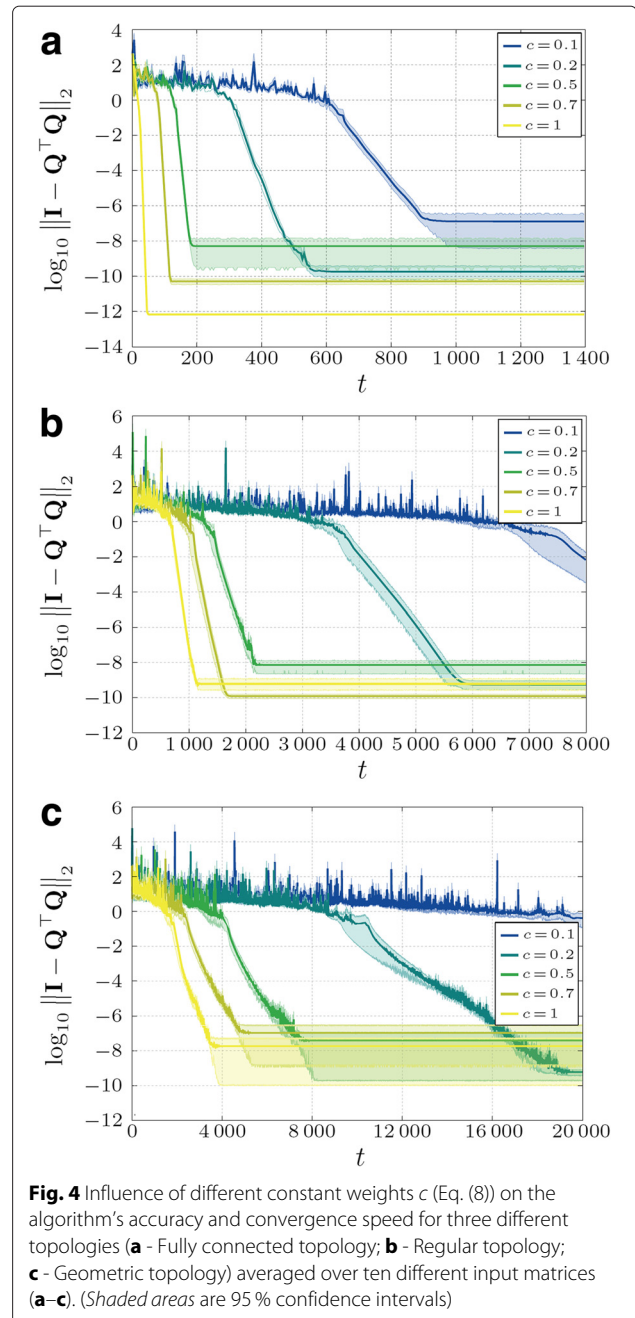 a
c = 0.1
c = 0.2
c = 0.5
c = 0.7
c = 1
log₁₀ ||I − Q⊤Q||₂
4
2
0
−2
−4
−6
−8
−10
−12
−14
0
200
400
600
800
1 000
1 200
1 400
t
b
c = 0.1
c = 0.2
c = 0.5
c = 0.7
c = 1
log₁₀ ||I − Q⊤Q||₂
6
4
2
0
−2
−4
−6
−8
−10
−12
0
1 000
2 000
3 000
4 000
5 000
6 000
7 000
8 000
t
c
c = 0.1
c = 0.2
c = 0.5
c = 0.7
c = 1
log₁₀ ||I − Q⊤Q||₂
6
4
2
0
−2
−4
−6
−8
−10
−12
0
4 000
8 000
12 000
16 000
20 000
t
Fig. 4 Influence of different constant weights c (Eq. (8)) on the
algorithm's accuracy and convergence speed for three different
topologies (a - Fully connected topology; b - Regular topology;
c - Geometric topology) averaged over ten different input matrices
(a–c). (Shaded areas are 95 % confidence intervals)